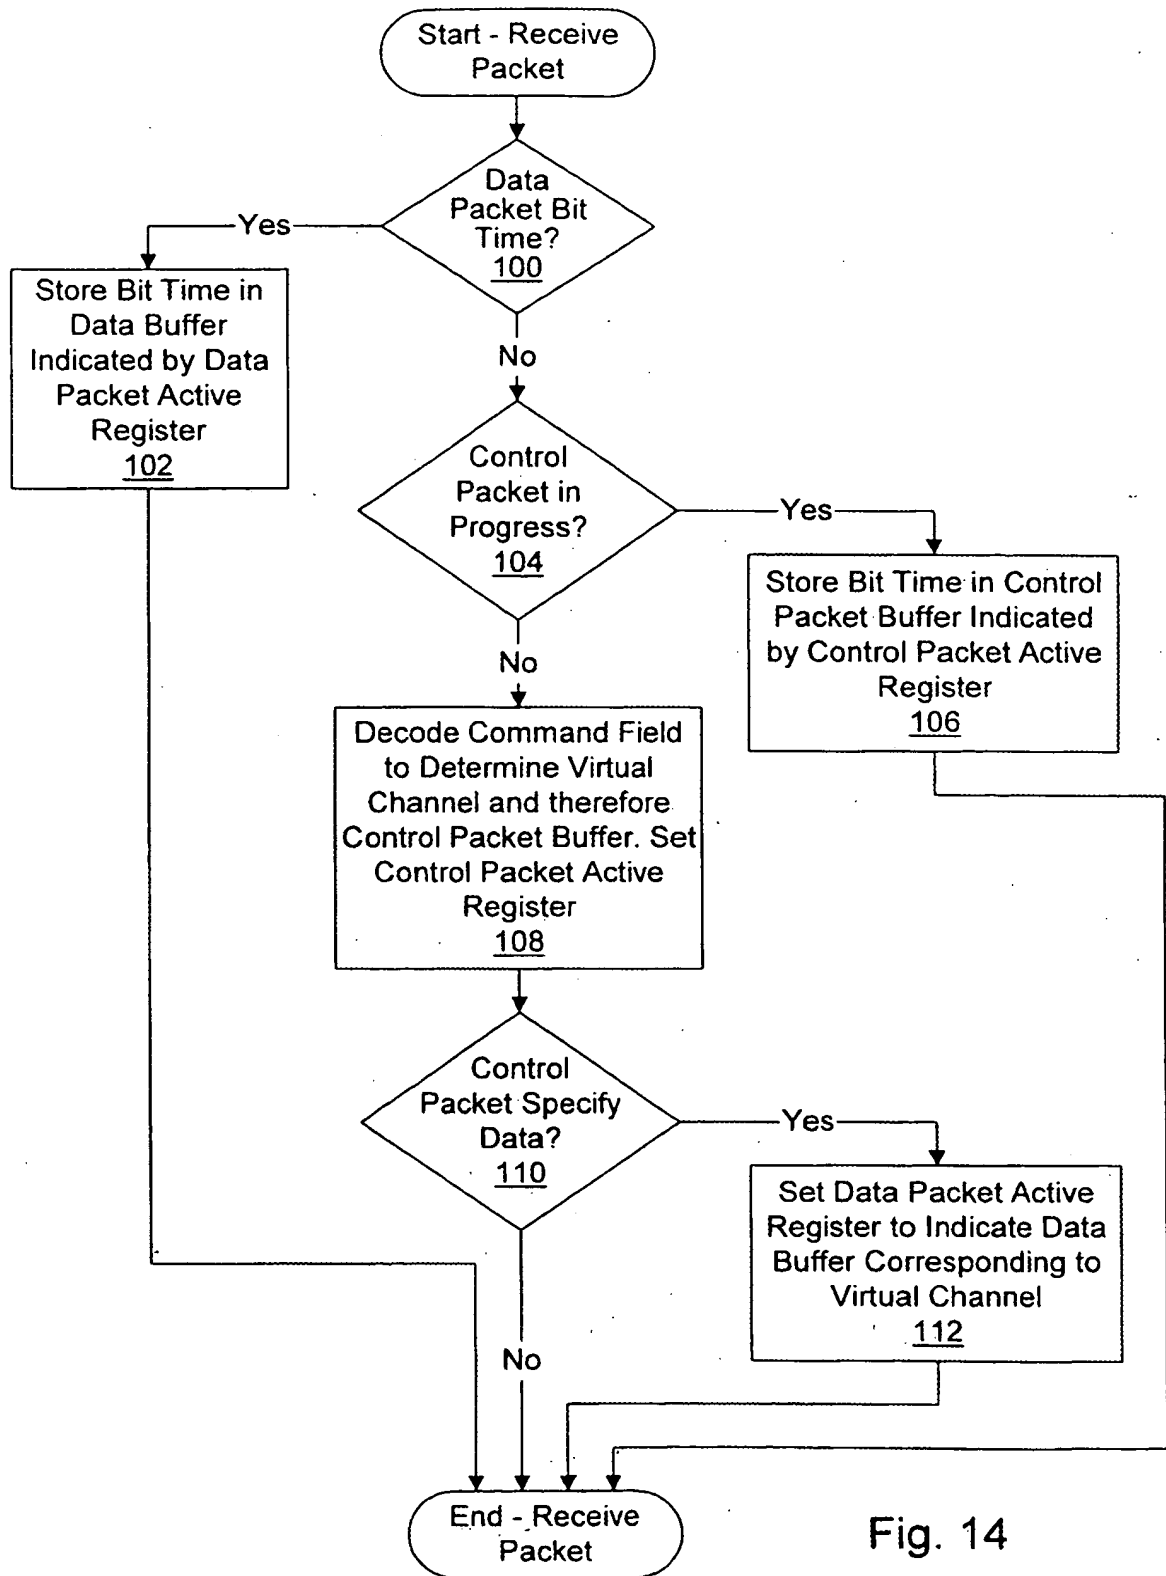 Start - Receive
Packet
Data
Packet Bit
Time?
100
Yes
No
Store Bit Time in
Data Buffer
Indicated by Data
Packet Active
Register
102
Control
Packet in
Progress?
104
Yes
No
Store Bit Time in Control
Packet Buffer Indicated
by Control Packet Active
Register
106
Decode Command Field
to Determine Virtual
Channel and therefore
Control Packet Buffer. Set
Control Packet Active
Register
108
Control
Packet Specify
Data?
110
Yes
No
Set Data Packet Active
Register to Indicate Data
Buffer Corresponding to
Virtual Channel
112
End - Receive
Packet
Fig. 14